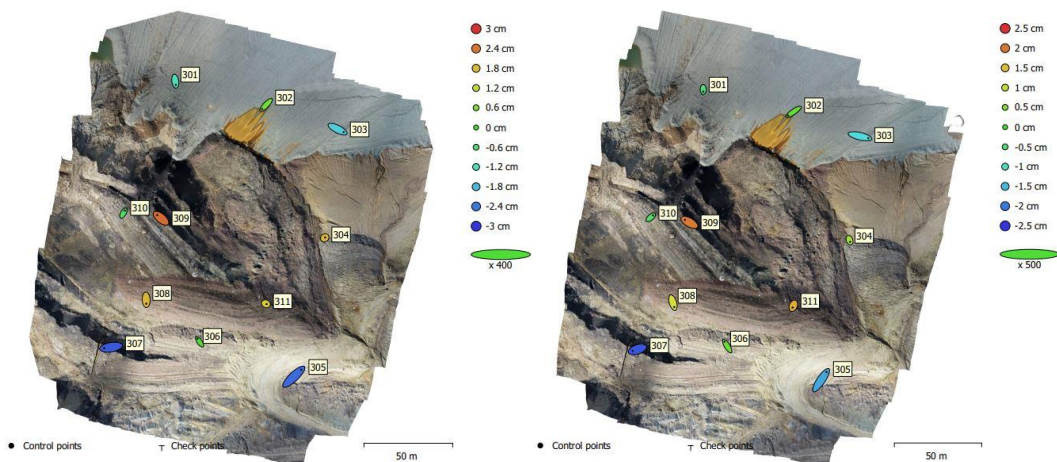 301
302
303
310
309
304
308
311
306
307
305
3 cm
2.4 cm
1.8 cm
1.2 cm
0.6 cm
0 cm
-0.6 cm
-1.2 cm
-1.8 cm
-2.4 cm
-3 cm
x 400
Control points
Check points
50 m
301
302
303
310
309
304
308
311
306
307
305
2.5 cm
2 cm
1.5 cm
1 cm
0.5 cm
0 cm
-0.5 cm
-1 cm
-1.5 cm
-2 cm
-2.5 cm
x 500
Control points
Check points
50 m